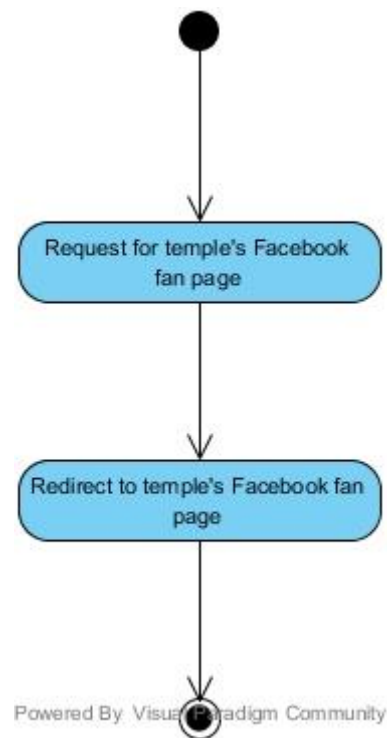 Request for temple's Facebook
fan page
Redirect to temple's Facebook fan
page
Powered By Visual Paradigm Community